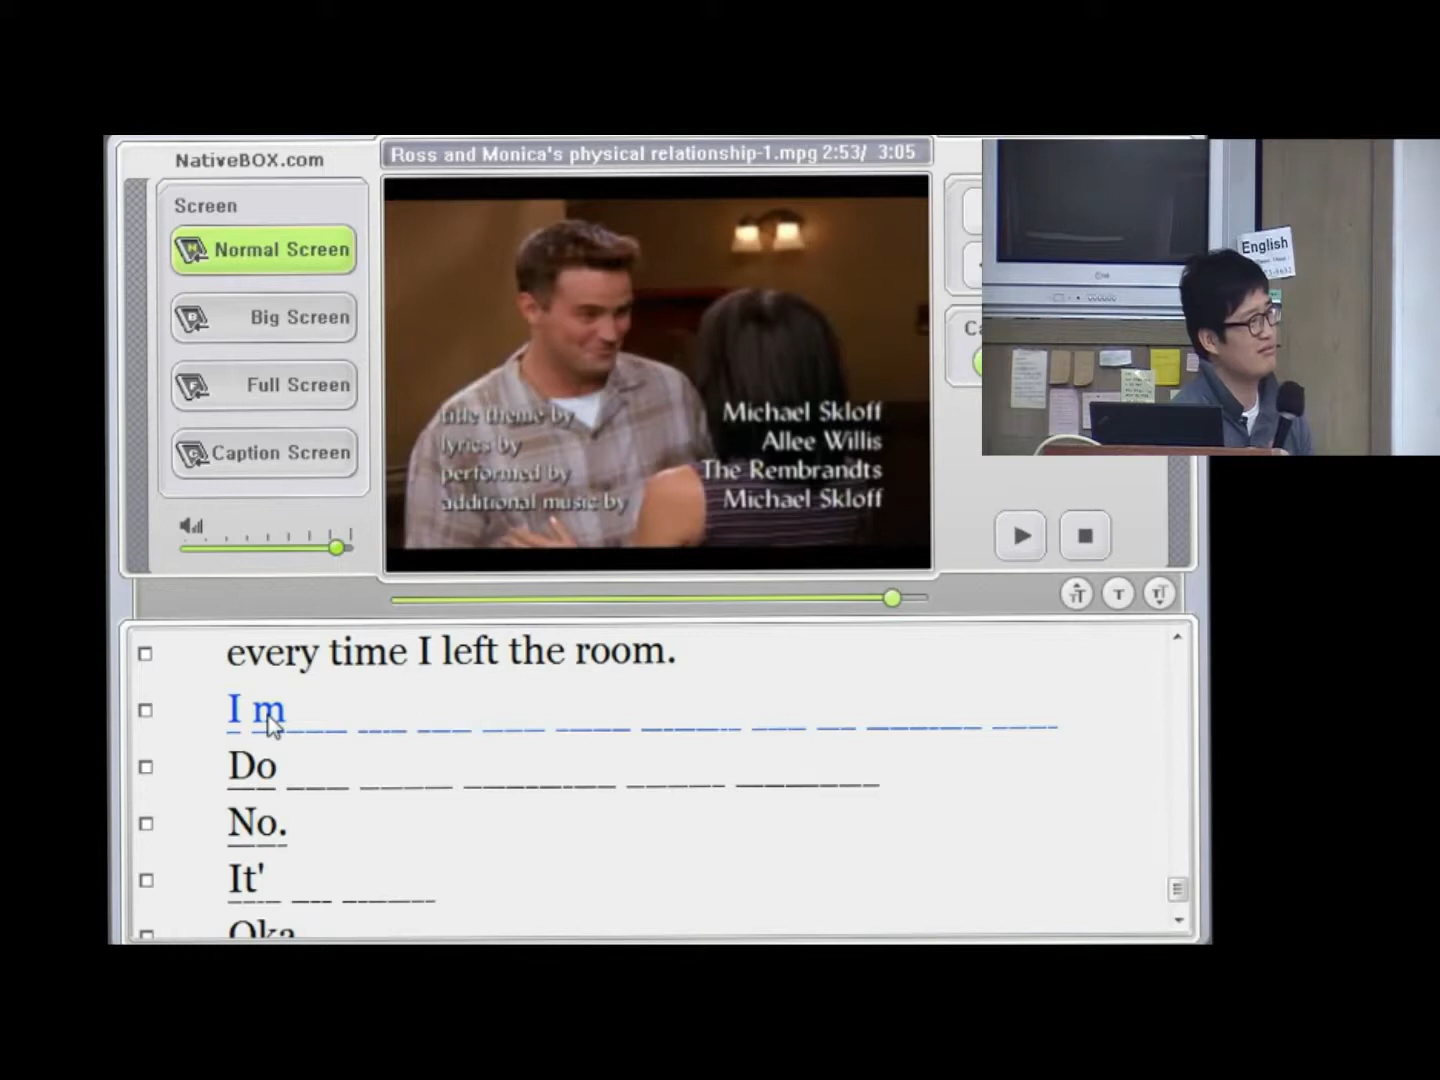 NativeBOX.com
Ross and Monica's physical relationship-1.mpg 2:53/ 3:05
Screen
Normal Screen
Big Screen
Full Screen
Caption Screen
title theme by Michael Skloff
lyrics by Allee Willis
performed by The Rembrandts
additional music by Michael Skloff
English
every time I left the room.
I m
Do
No.
It'
Oka